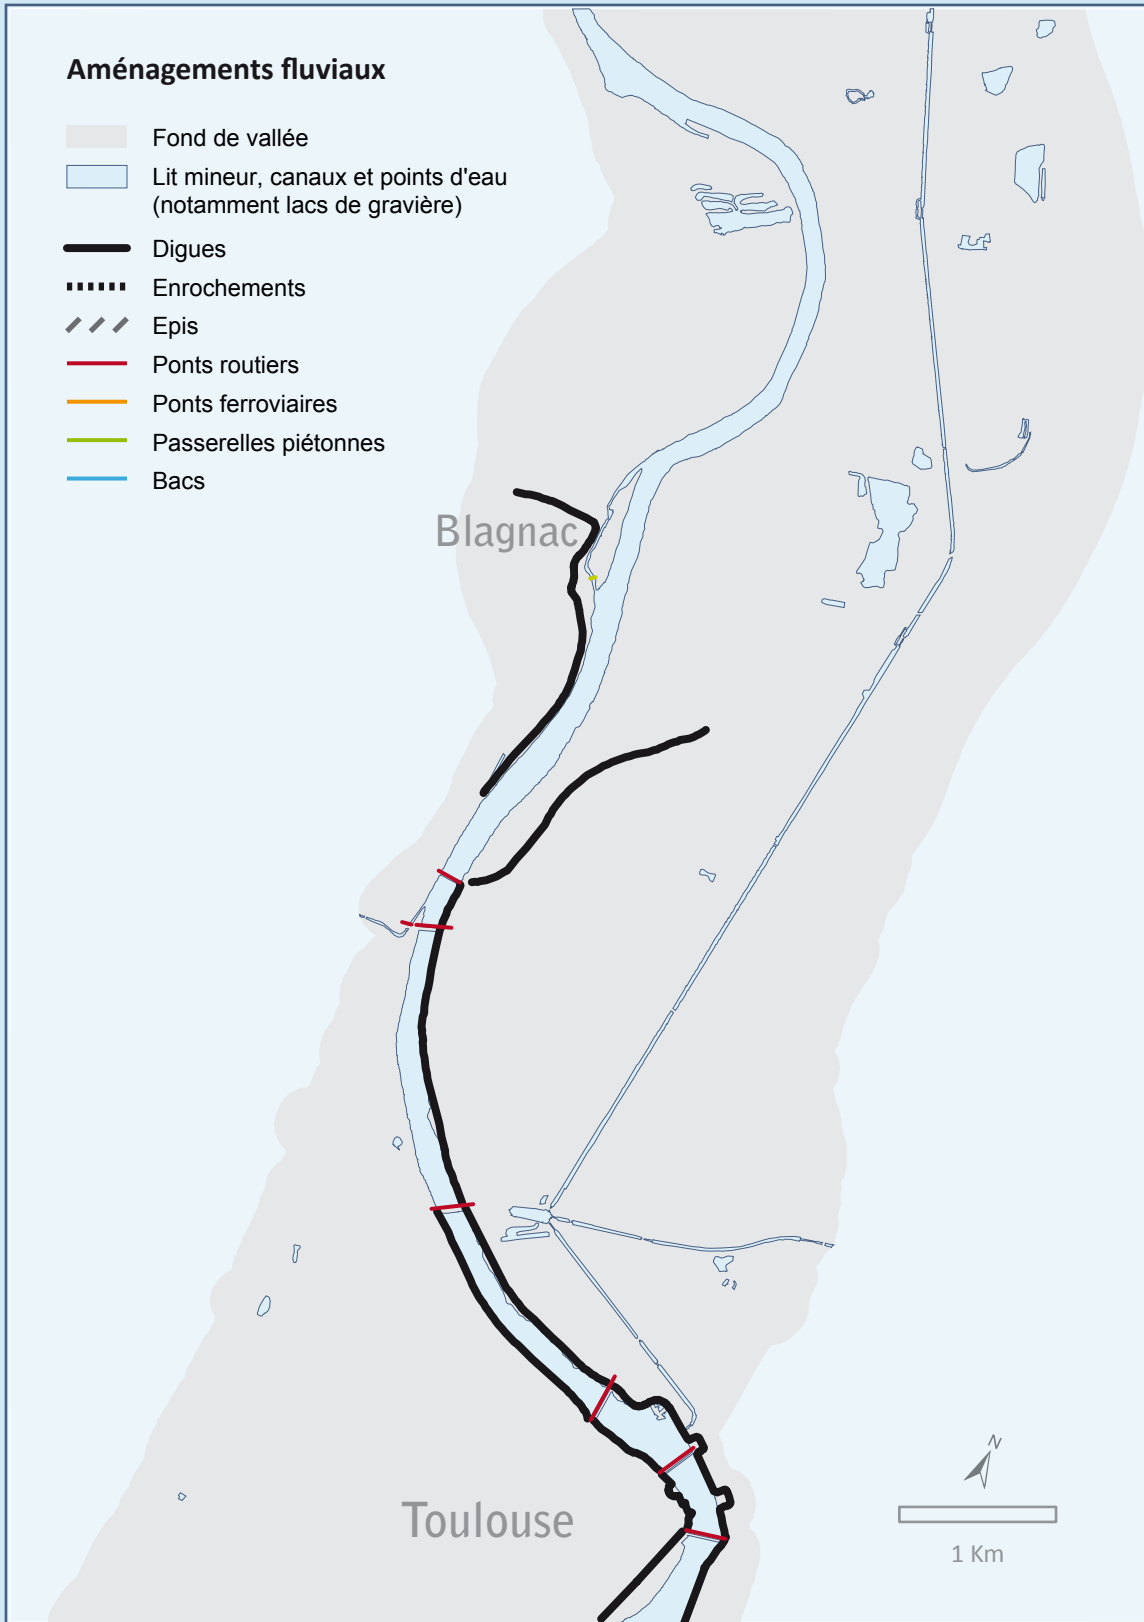 Aménagements fluviaux
Fond de vallée
Lit mineur, canaux et points d'eau
(notamment lacs de gravière)
Digues
Enrochements
Epis
Ponts routiers
Ponts ferroviaires
Passerelles piétonnes
Bacs
Blagnac
Toulouse
N
1 Km